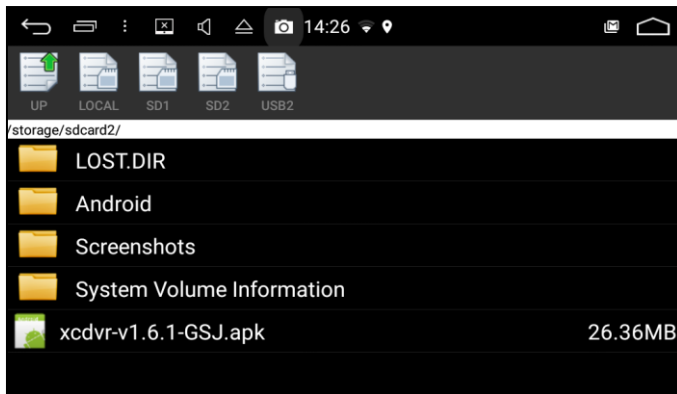 14:26
UP LOCAL SD1 SD2 USB2
/storage/sdcard2/
LOST.DIR
Android
Screenshots
System Volume Information
xcdvr-v1.6.1-GSJ.apk 26.36MB